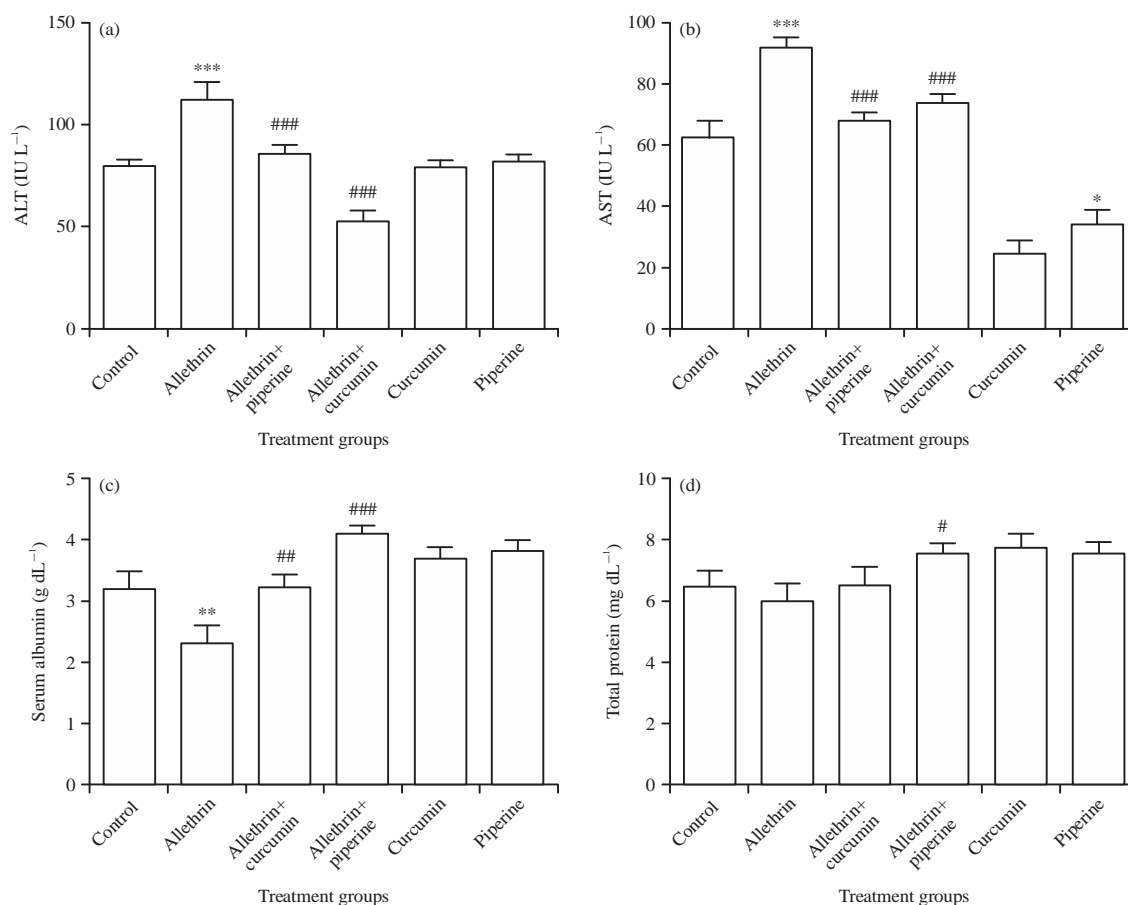 (a)
150
100
50
0
ALT (IU L⁻¹)
***
###
###
Control
Allethrin
Allethrin+
piperine
Allethrin+
curcumin
Curcumin
Piperine
Treatment groups
(b)
100
80
60
40
20
0
AST (IU L⁻¹)
***
###
###
*
Control
Allethrin
Allethrin+
piperine
Allethrin+
curcumin
Curcumin
Piperine
Treatment groups
(c)
5
4
3
2
1
0
Serum albumin (g dL⁻¹)
**
##
###
Control
Allethrin
Allethrin+
curcumin
Allethrin+
piperine
Curcumin
Piperine
Treatment groups
(d)
10
8
6
4
2
0
Total protein (mg dL⁻¹)
#
Control
Allethrin
Allethrin+
curcumin
Allethrin+
piperine
Curcumin
Piperine
Treatment groups